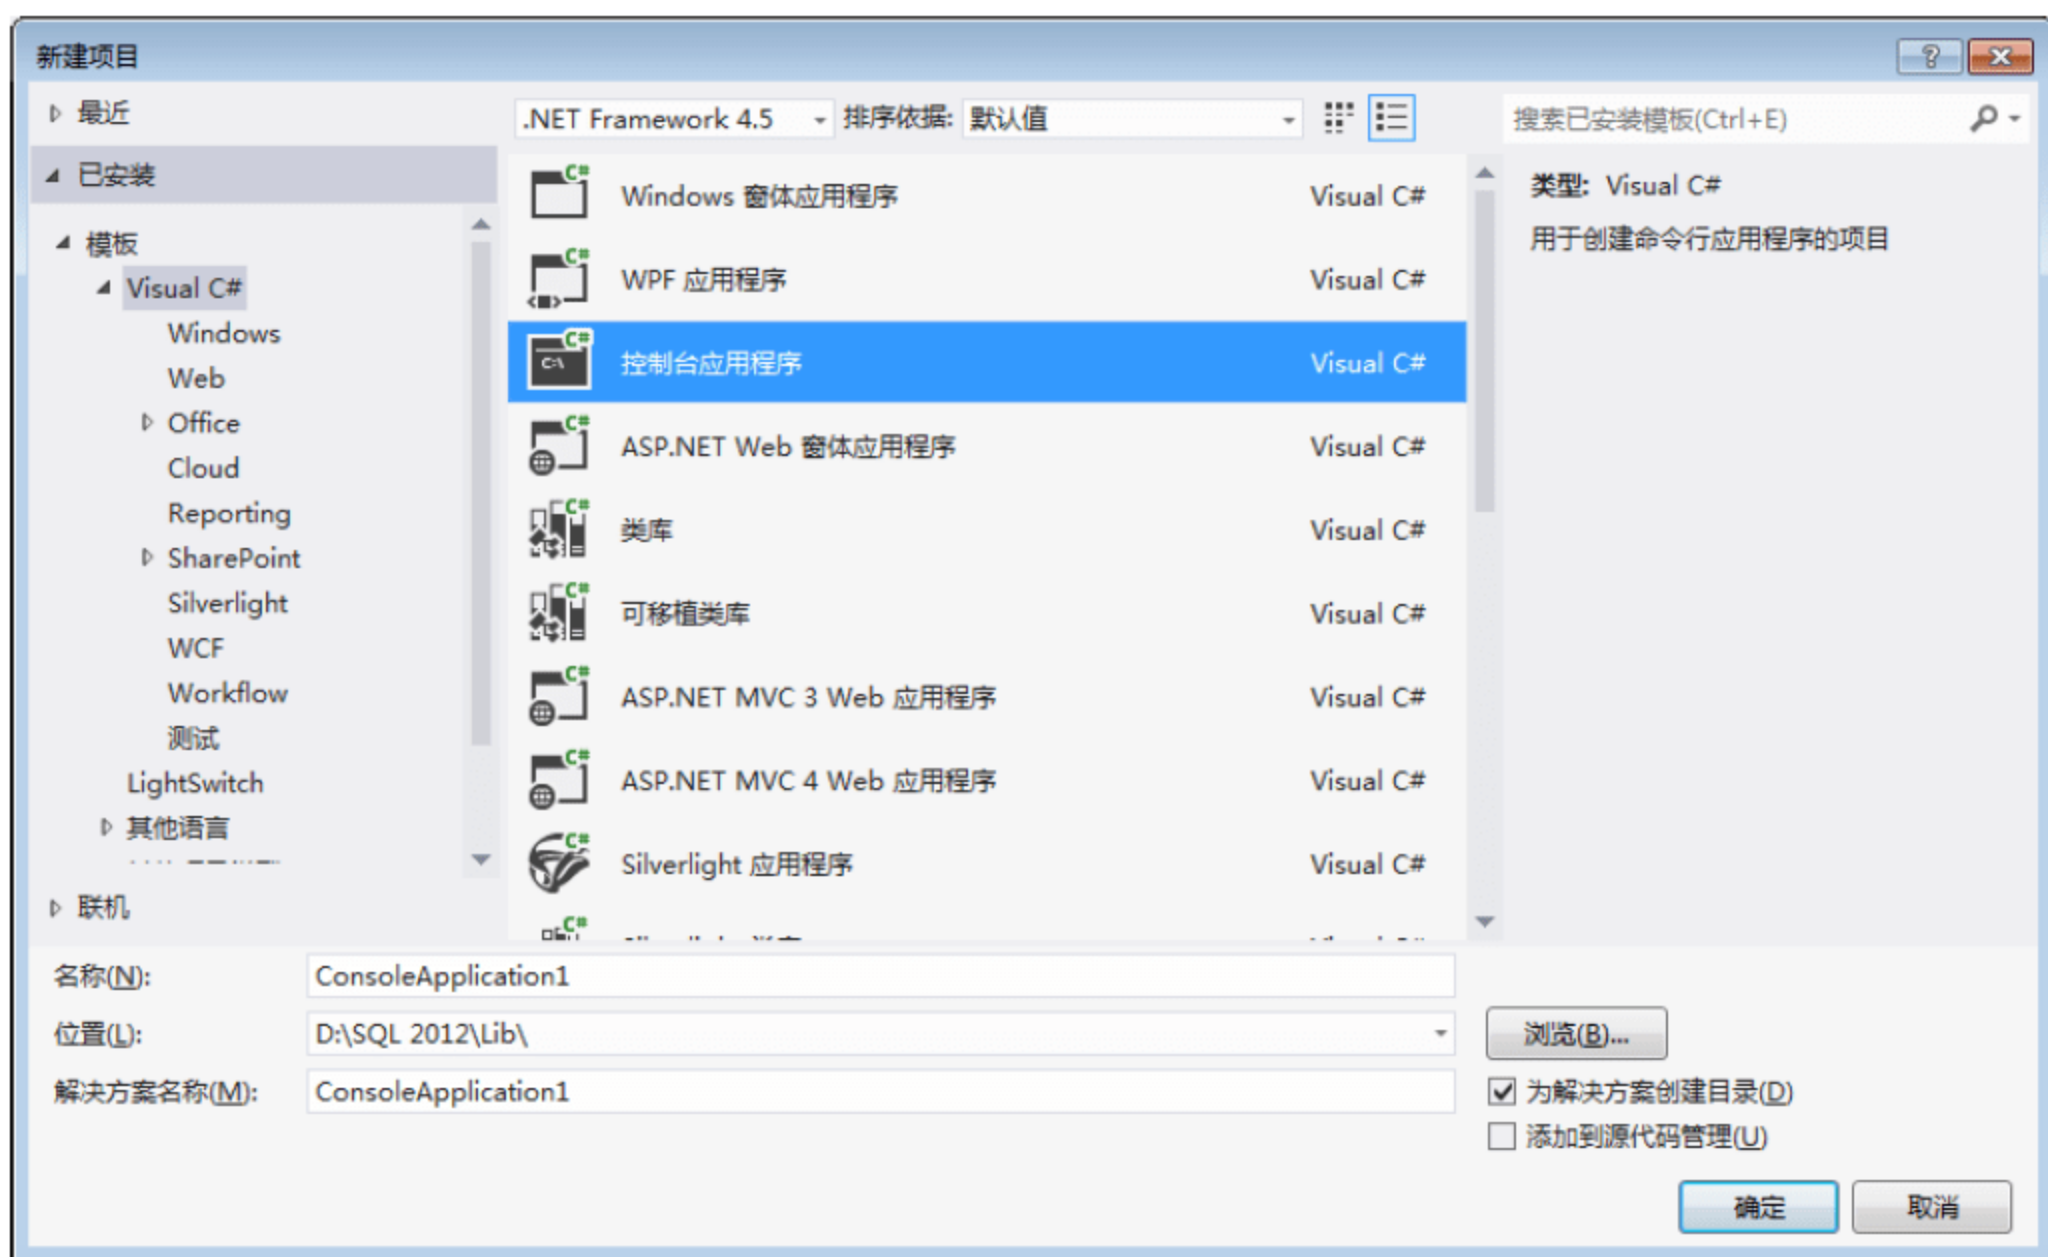 新建项目
最近
已安装
模板
Visual C#
Windows
Web
Office
Cloud
Reporting
SharePoint
Silverlight
WCF
Workflow
测试
LightSwitch
其他语言
联机
.NET Framework 4.5 排序依据: 默认值
Windows 窗体应用程序 Visual C#
WPF 应用程序 Visual C#
控制台应用程序 Visual C#
ASP.NET Web 窗体应用程序 Visual C#
类库 Visual C#
可移植类库 Visual C#
ASP.NET MVC 3 Web 应用程序 Visual C#
ASP.NET MVC 4 Web 应用程序 Visual C#
Silverlight 应用程序 Visual C#
搜索已安装模板(Ctrl+E)
类型: Visual C#
用于创建命令行应用程序的项目
名称(N): ConsoleApplication1
位置(L): D:\SQL 2012\Lib\
浏览(B)...
解决方案名称(M): ConsoleApplication1
为解决方案创建目录(D)
添加到源代码管理(U)
确定 取消